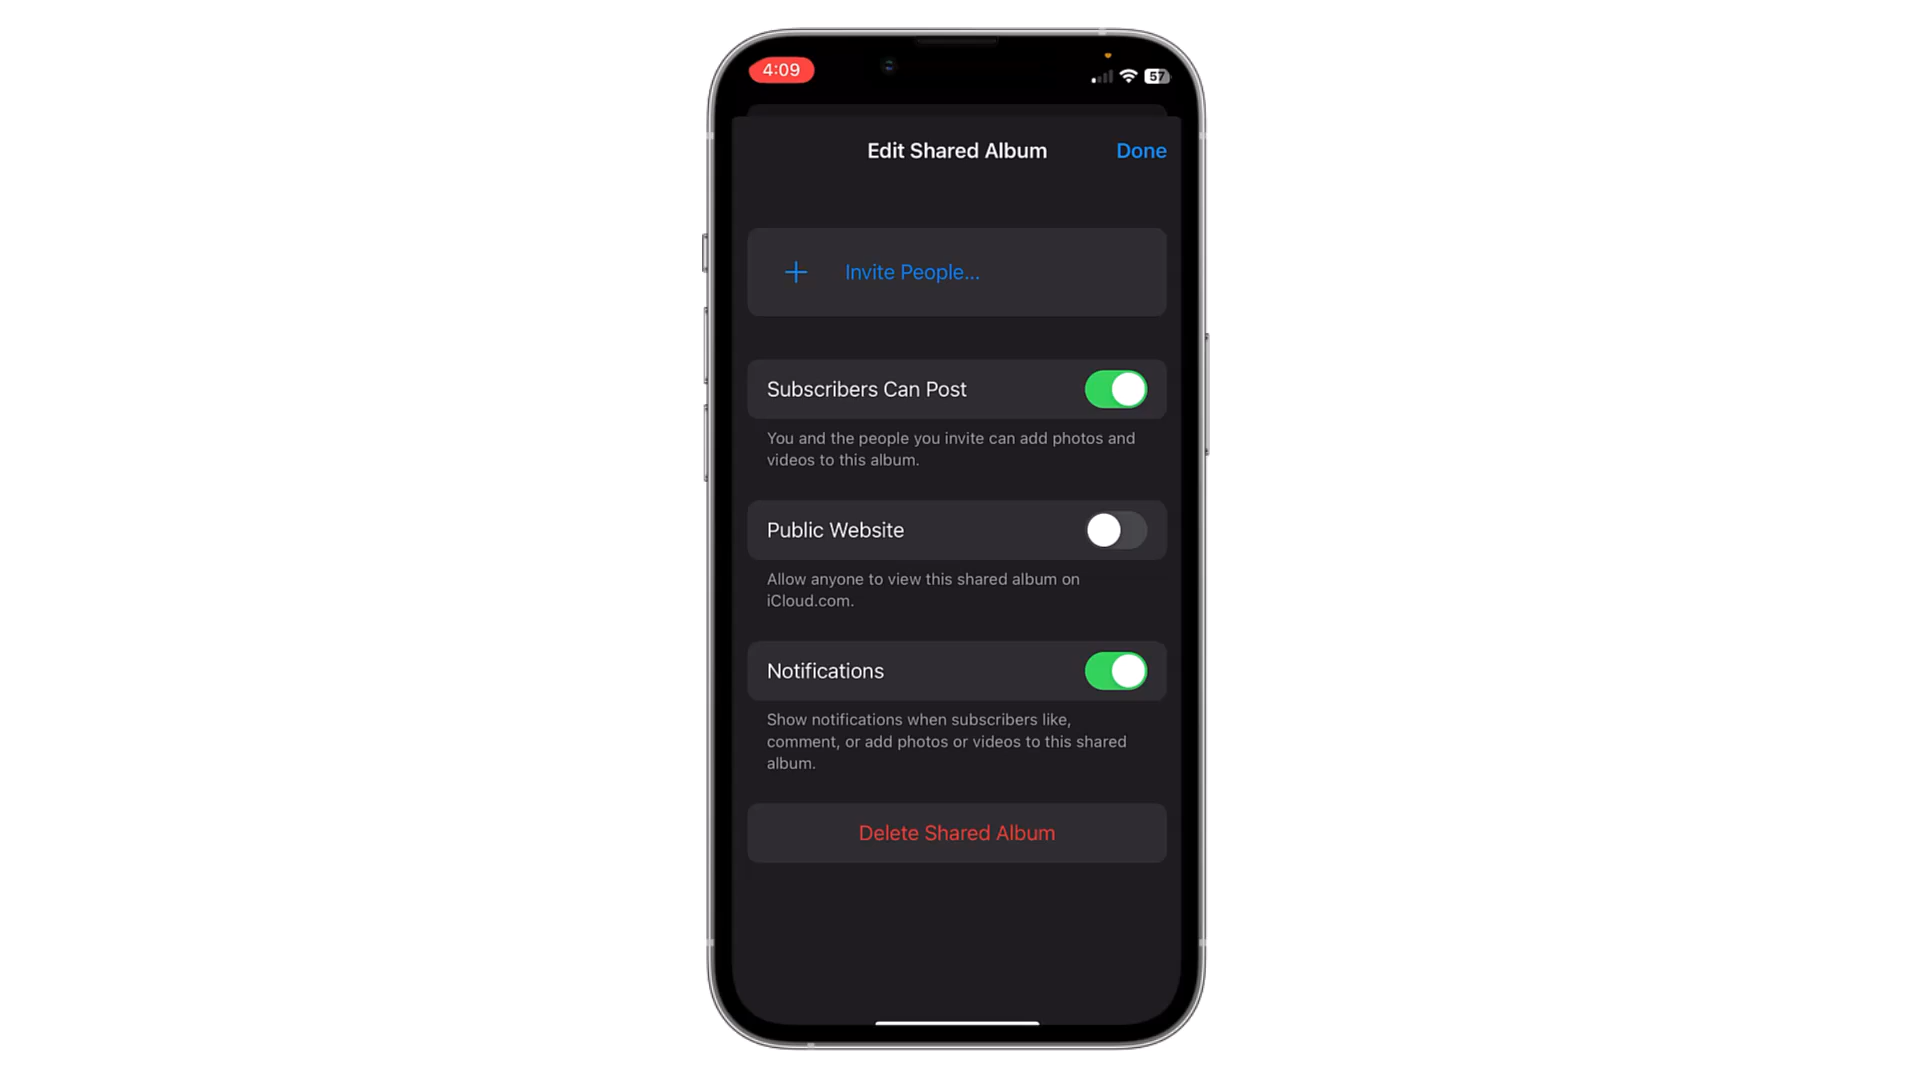 4:09
57
Edit Shared Album
Done
Invite People...
Subscribers Can Post
You and the people you invite can add photos and
videos to this album.
Public Website
Allow anyone to view this shared album on
iCloud.com.
Notifications
Show notifications when subscribers like,
comment, or add photos or videos to this shared
album.
Delete Shared Album